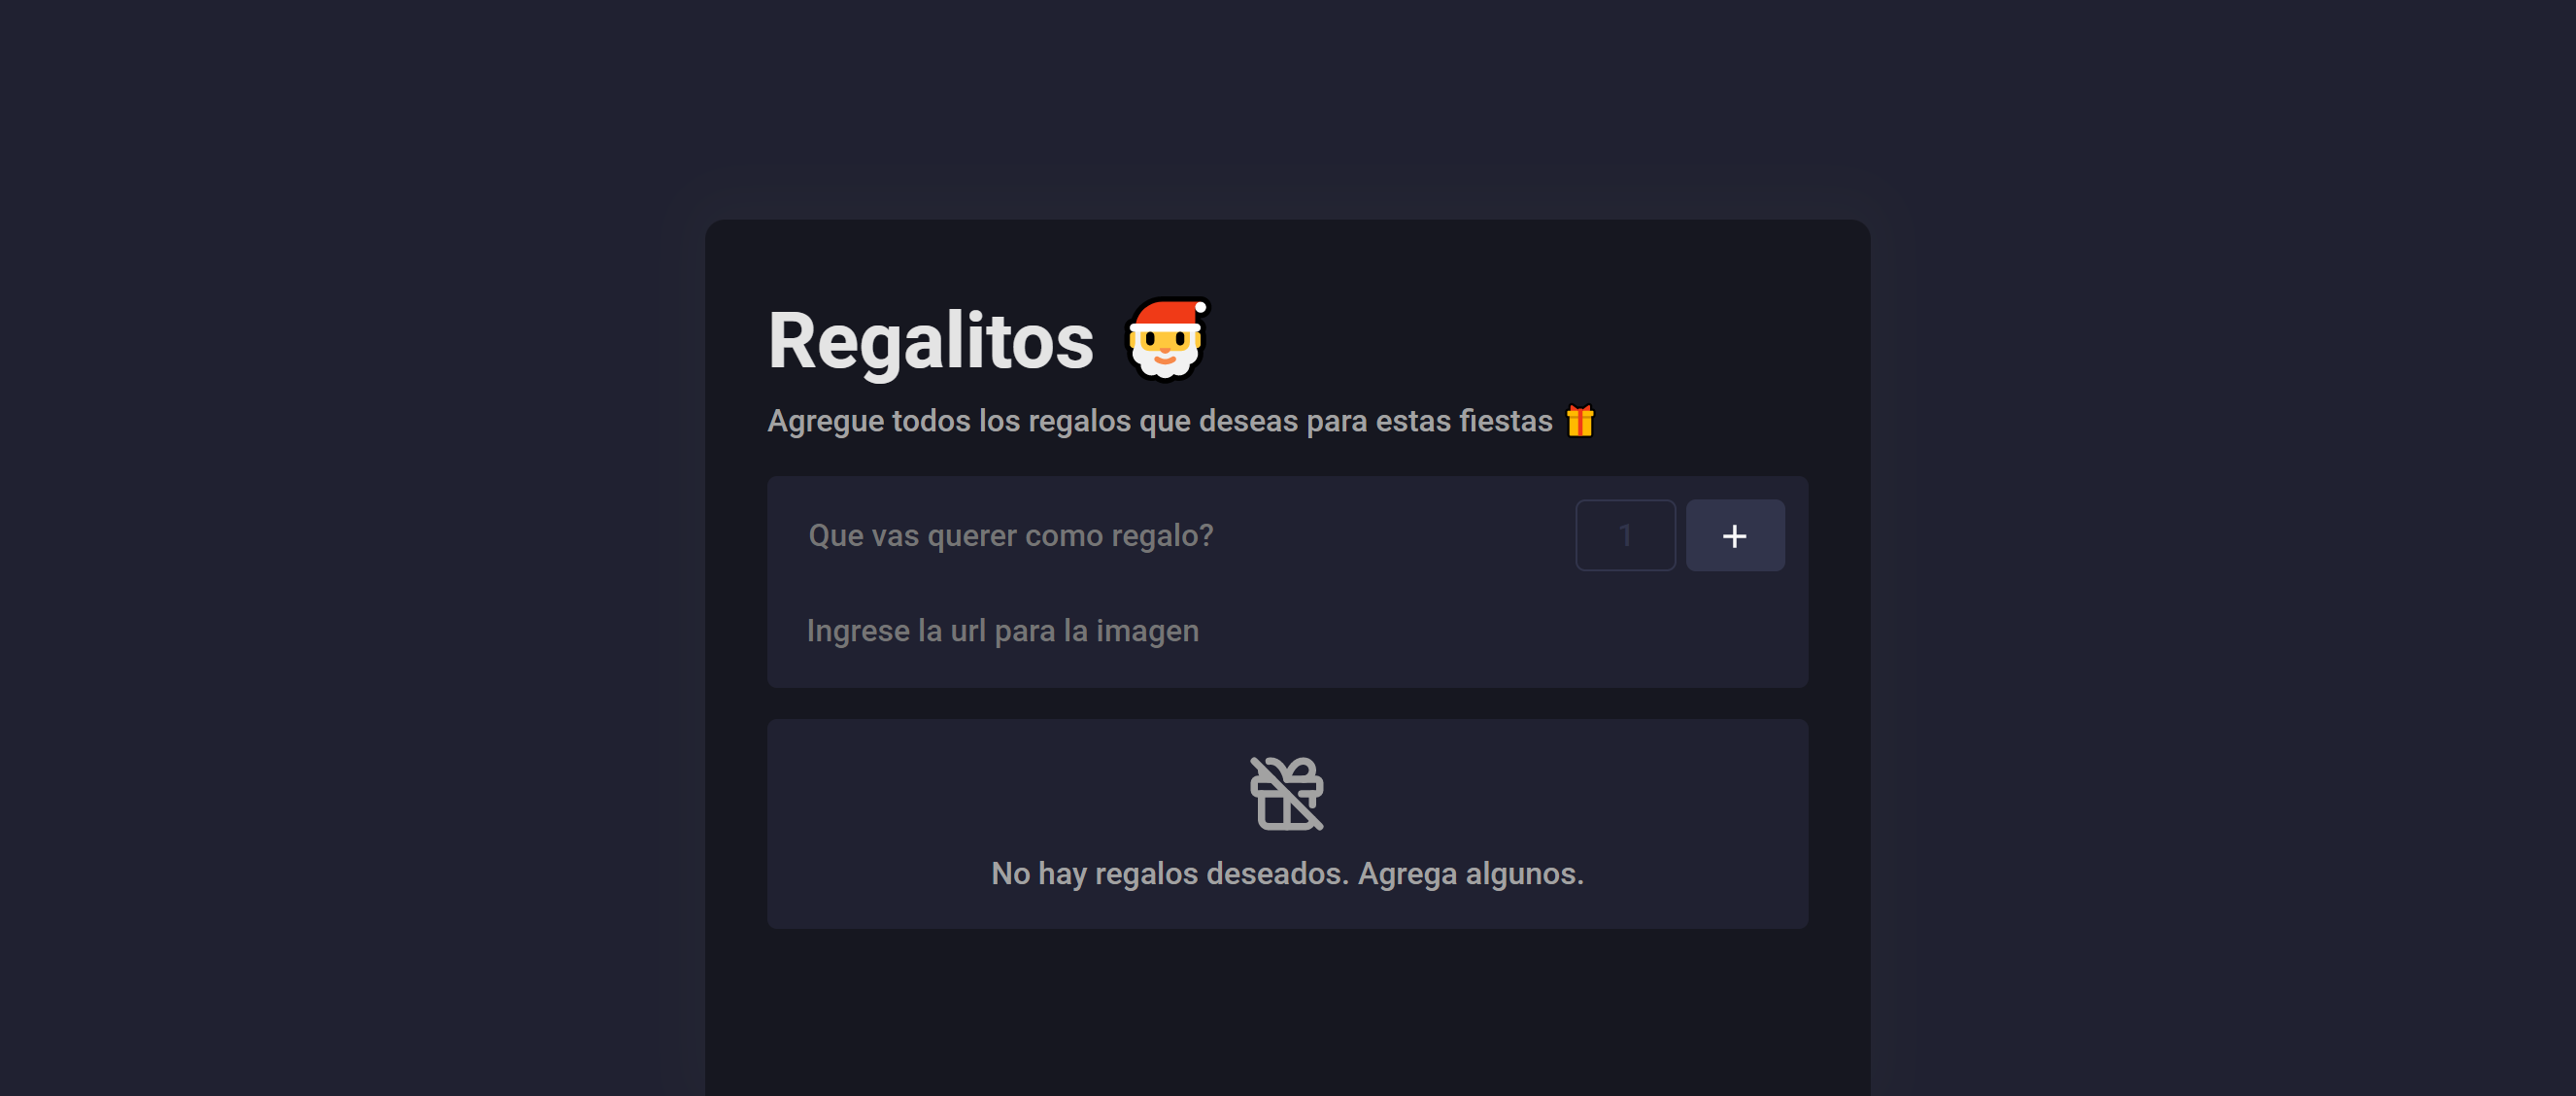 Regalitos 🎅
Agregue todos los regalos que deseas para estas fiestas 🎁
Que vas querer como regalo?
1
+
Ingrese la url para la imagen
No hay regalos deseados. Agrega algunos.